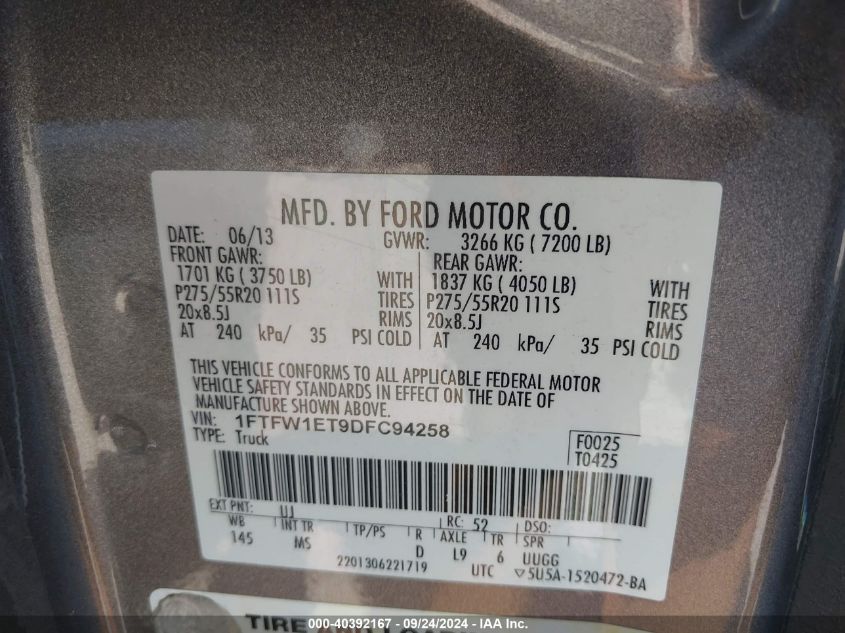 MFD. BY FORD MOTOR CO.
DATE: 06/13 GVWR: 3266 KG ( 7200 LB)
FRONT GAWR: REAR GAWR:
1701 KG ( 3750 LB) WITH 1837 KG ( 4050 LB) WITH
P275/55R20 111S TIRES P275/55R20 111S TIRES
20x8.5J RIMS 20x8.5J RIMS
AT 240 kPa/ 35 PSI COLD AT 240 kPa/ 35 PSI COLD
THIS VEHICLE CONFORMS TO ALL APPLICABLE FEDERAL MOTOR
VEHICLE SAFETY STANDARDS IN EFFECT ON THE DATE OF
MANUFACTURE SHOWN ABOVE.
VIN: 1FTFW1ET9DFC94258
TYPE: Truck
F0025
T0425
EXT PNT: UJ RC: 52 DSO:
WB INT TR TP/PS R AXLE TR SPR
145 MS D L9 6 UUGG
2201306221719 UTC ▽5U5A-1520472-BA
TIRE AND LOAD
000-40392167 - 09/24/2024 - IAA Inc.